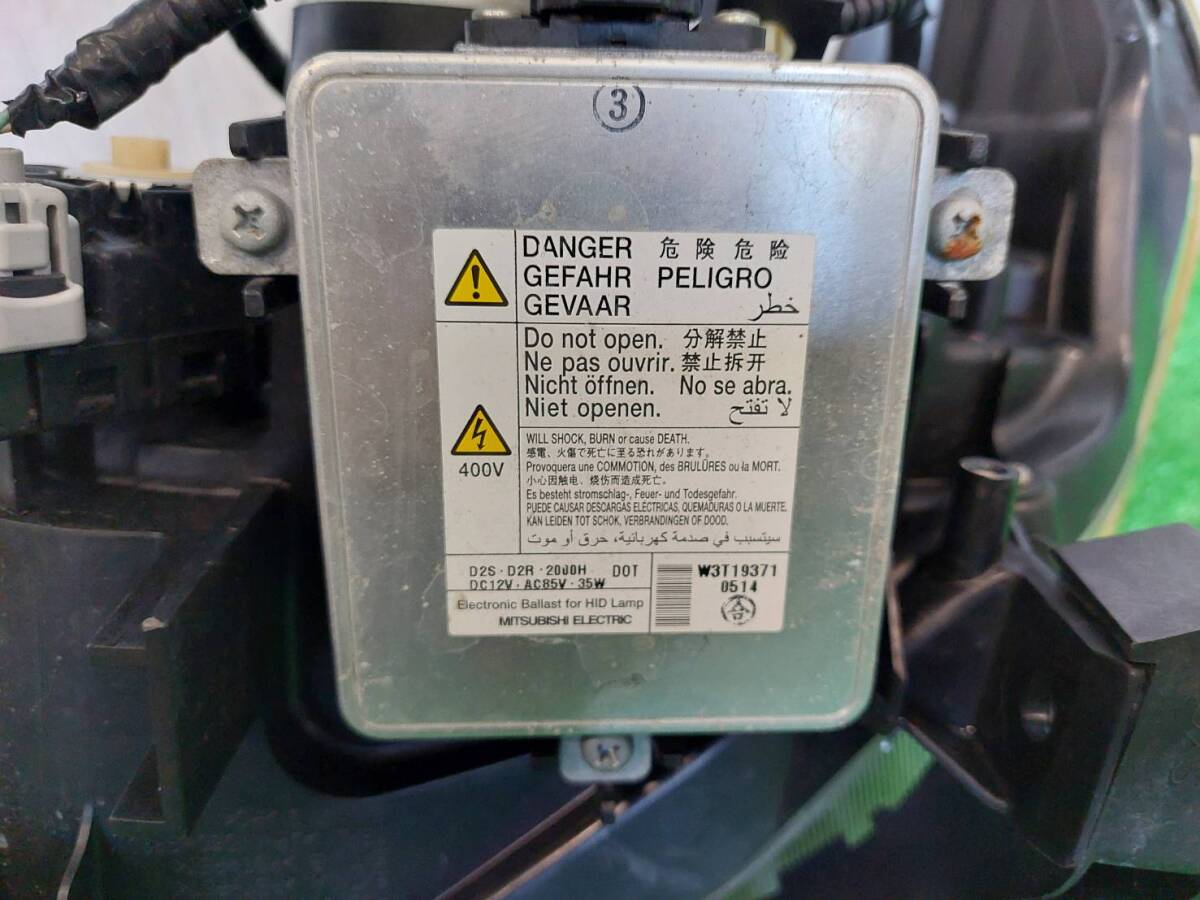 3
DANGER 危険 危险
GEFAHR PELIGRO
GEVAAR خطر
Do not open. 分解禁止
Ne pas ouvrir. 禁止拆开
Nicht öffnen. No se abra.
Niet openen. لا تفتح
400V
WILL SHOCK, BURN or cause DEATH.
感電、火傷で死亡に至る恐れがあります。
Provoquera une COMMOTION, des BRULÛRES ou la MORT.
小心因触电、烧伤而造成死亡。
Es besteht stromschlag-, Feuer- und Todesgefahr.
PUEDE CAUSAR DESCARGAS ELÉCTRICAS, QUEMADURAS O LA MUERTE.
KAN LEIDEN TOT SCHOK, VERBRANDINGEN OF DOOD.
سيتسبب في صدمة كهربائية، حرق أو موت
D2S・D2R・2000H DOT
DC12V・AC85V・35W
W3T19371
0514
合
Electronic Ballast for HID Lamp
MITSUBISHI ELECTRIC